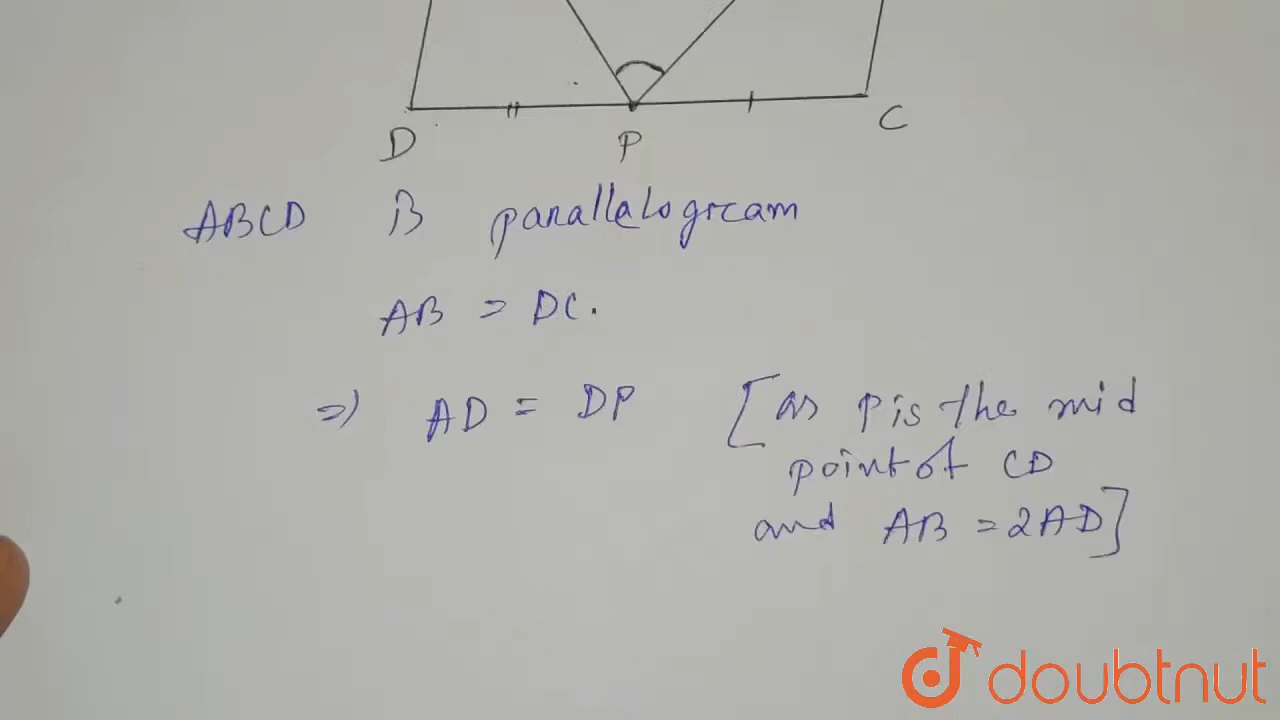 D P C
ABCD is parallelogram
AB = DC.
=) AD = DP [as P is the mid
point of CD
and AB = 2AD]
doubtnut